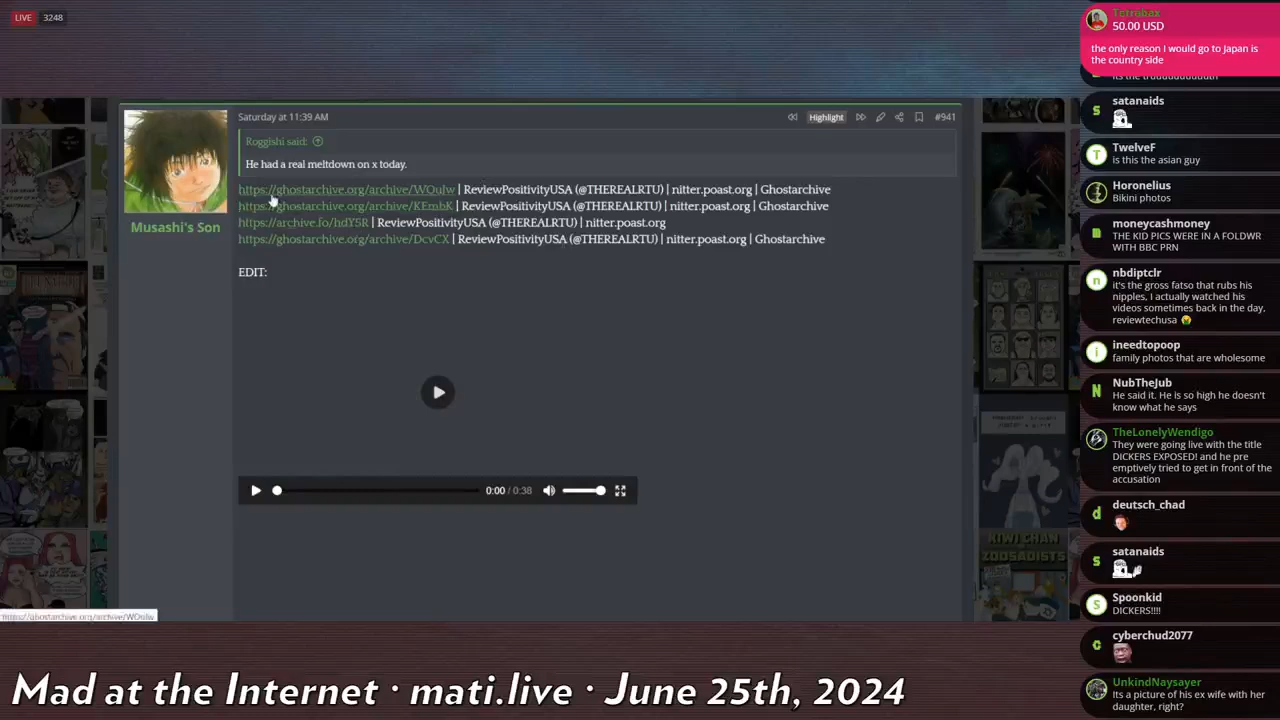 LIVE 3248
Saturday at 11:39 AM
Highlight
#941
Roggishi said:
He had a real meltdown on x today.
https://ghostarchive.org/archive/WOulw | ReviewPositivityUSA (@THEREALRTU) | nitter.poast.org | Ghostarchive
https://ghostarchive.org/archive/KEmbK | ReviewPositivityUSA (@THEREALRTU) | nitter.poast.org | Ghostarchive
https://archive.fo/hdY5R | ReviewPositivityUSA (@THEREALRTU) | nitter.poast.org
https://ghostarchive.org/archive/DcvCX | ReviewPositivityUSA (@THEREALRTU) | nitter.poast.org | Ghostarchive
Musashi's Son
EDIT:
0:00 / 0:38
KIWI CHAN
ZOOSADISTS
https://ghostarchive.org/archive/WOulw
Tetrabax
50.00 USD
the only reason I would go to Japan is
the country side
satanaids
TwelveF
is this the asian guy
Horonelius
Bikini photos
moneycashmoney
THE KID PICS WERE IN A FOLDWR
WITH BBC PRN
nbdiptclr
it's the gross fatso that rubs his
nipples, I actually watched his
videos sometimes back in the day,
reviewtechusa 🤮
ineedtopoop
family photos that are wholesome
NubTheJub
He said it. He is so high he doesn't
know what he says
TheLonelyWendigo
They were going live with the title
DICKERS EXPOSED! and he pre
emptively tried to get in front of the
accusation
deutsch_chad
satanaids
Spoonkid
DICKERS!!!!
cyberchud2077
UnkindNaysayer
Its a picture of his ex wife with her
daughter, right?
Mad at the Internet · mati.live · June 25th, 2024